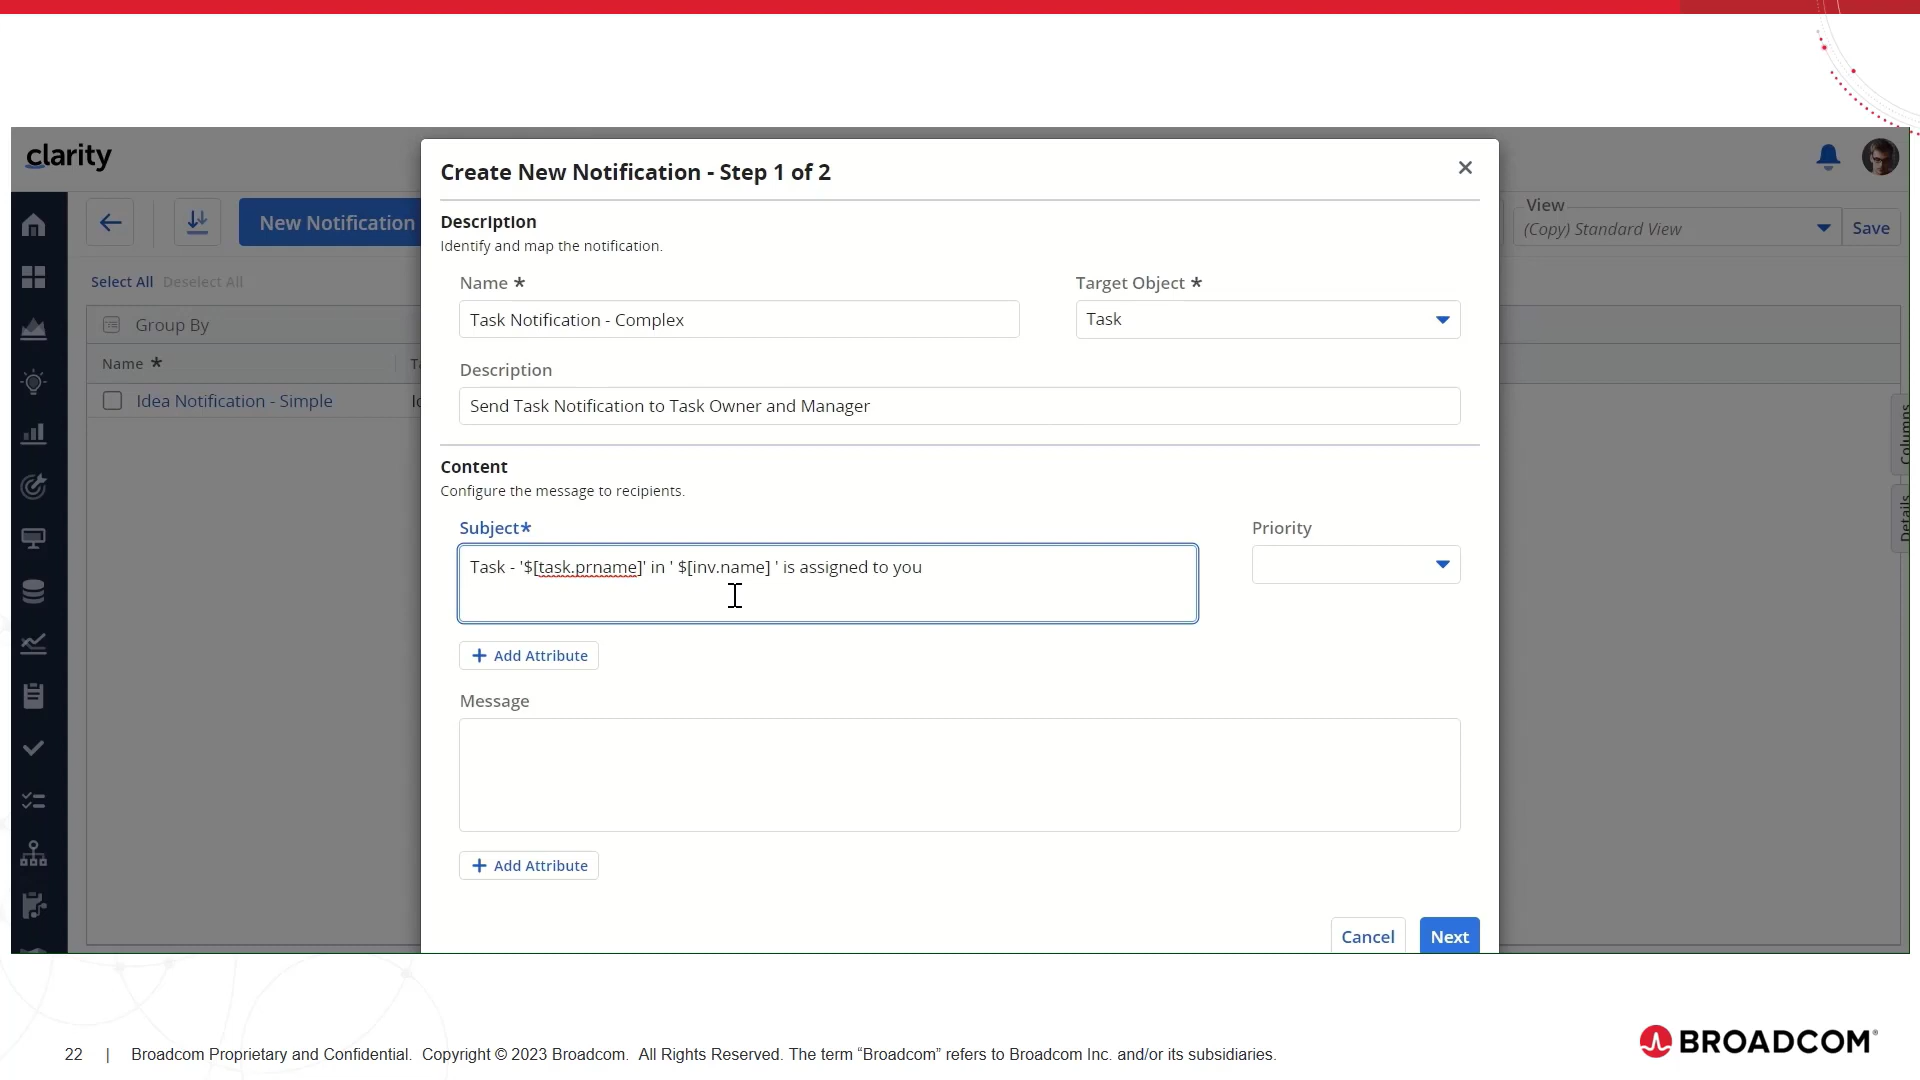 clarity
Create New Notification - Step 1 of 2
New Notification
View
(Copy) Standard View
Save
Select All Deselect All
Group By
Name *
Idea Notification - Simple
Columns
Details
Description
Identify and map the notification.
Name * Target Object *
Task Notification - Complex Task
Description
Send Task Notification to Task Owner and Manager
Content
Configure the message to recipients.
Subject* Priority
Task - '$[task.prname]' in ' $[inv.name] ' is assigned to you
+ Add Attribute
Message
+ Add Attribute
Cancel Next
22 | Broadcom Proprietary and Confidential. Copyright © 2023 Broadcom. All Rights Reserved. The term “Broadcom” refers to Broadcom Inc. and/or its subsidiaries.
BROADCOM®